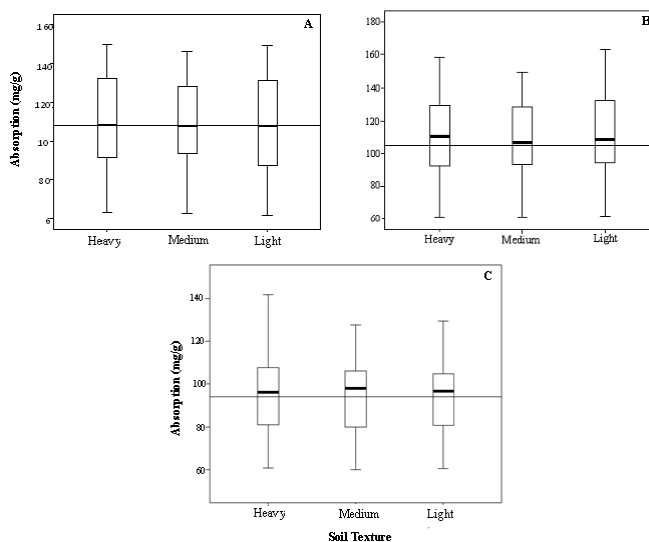 A
160
140
120
10
80
6
Absorption (mg/g)
Heavy Medium Light
B
180
160
140
120
100
80
60
Heavy Medium Light
C
140
120
100
80
60
Absorption (mg/g)
Heavy Medium Light
Soil Texture